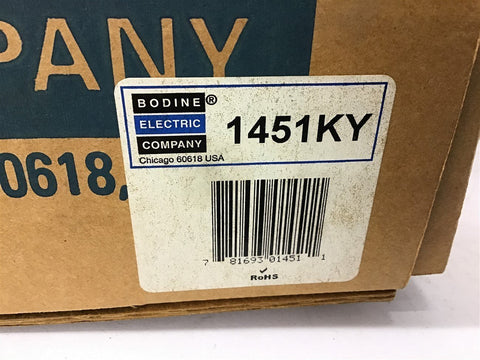 PANY
0618,
BODINE®
ELECTRIC
COMPANY
Chicago 60618 USA
1451KY
7 81693 01451 1
✓
RoHS